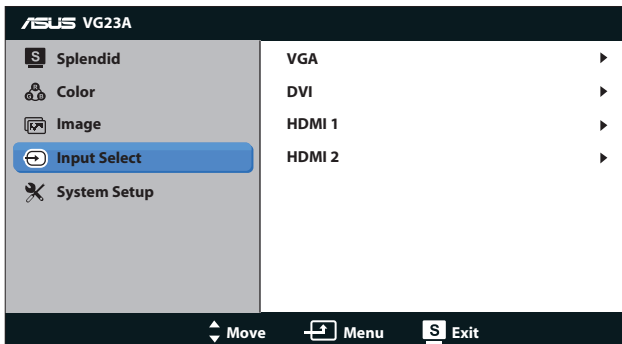 ASUS VG23A
S Splendid
Color
Image
Input Select
System Setup
VGA
DVI
HDMI 1
HDMI 2
Move Menu S Exit